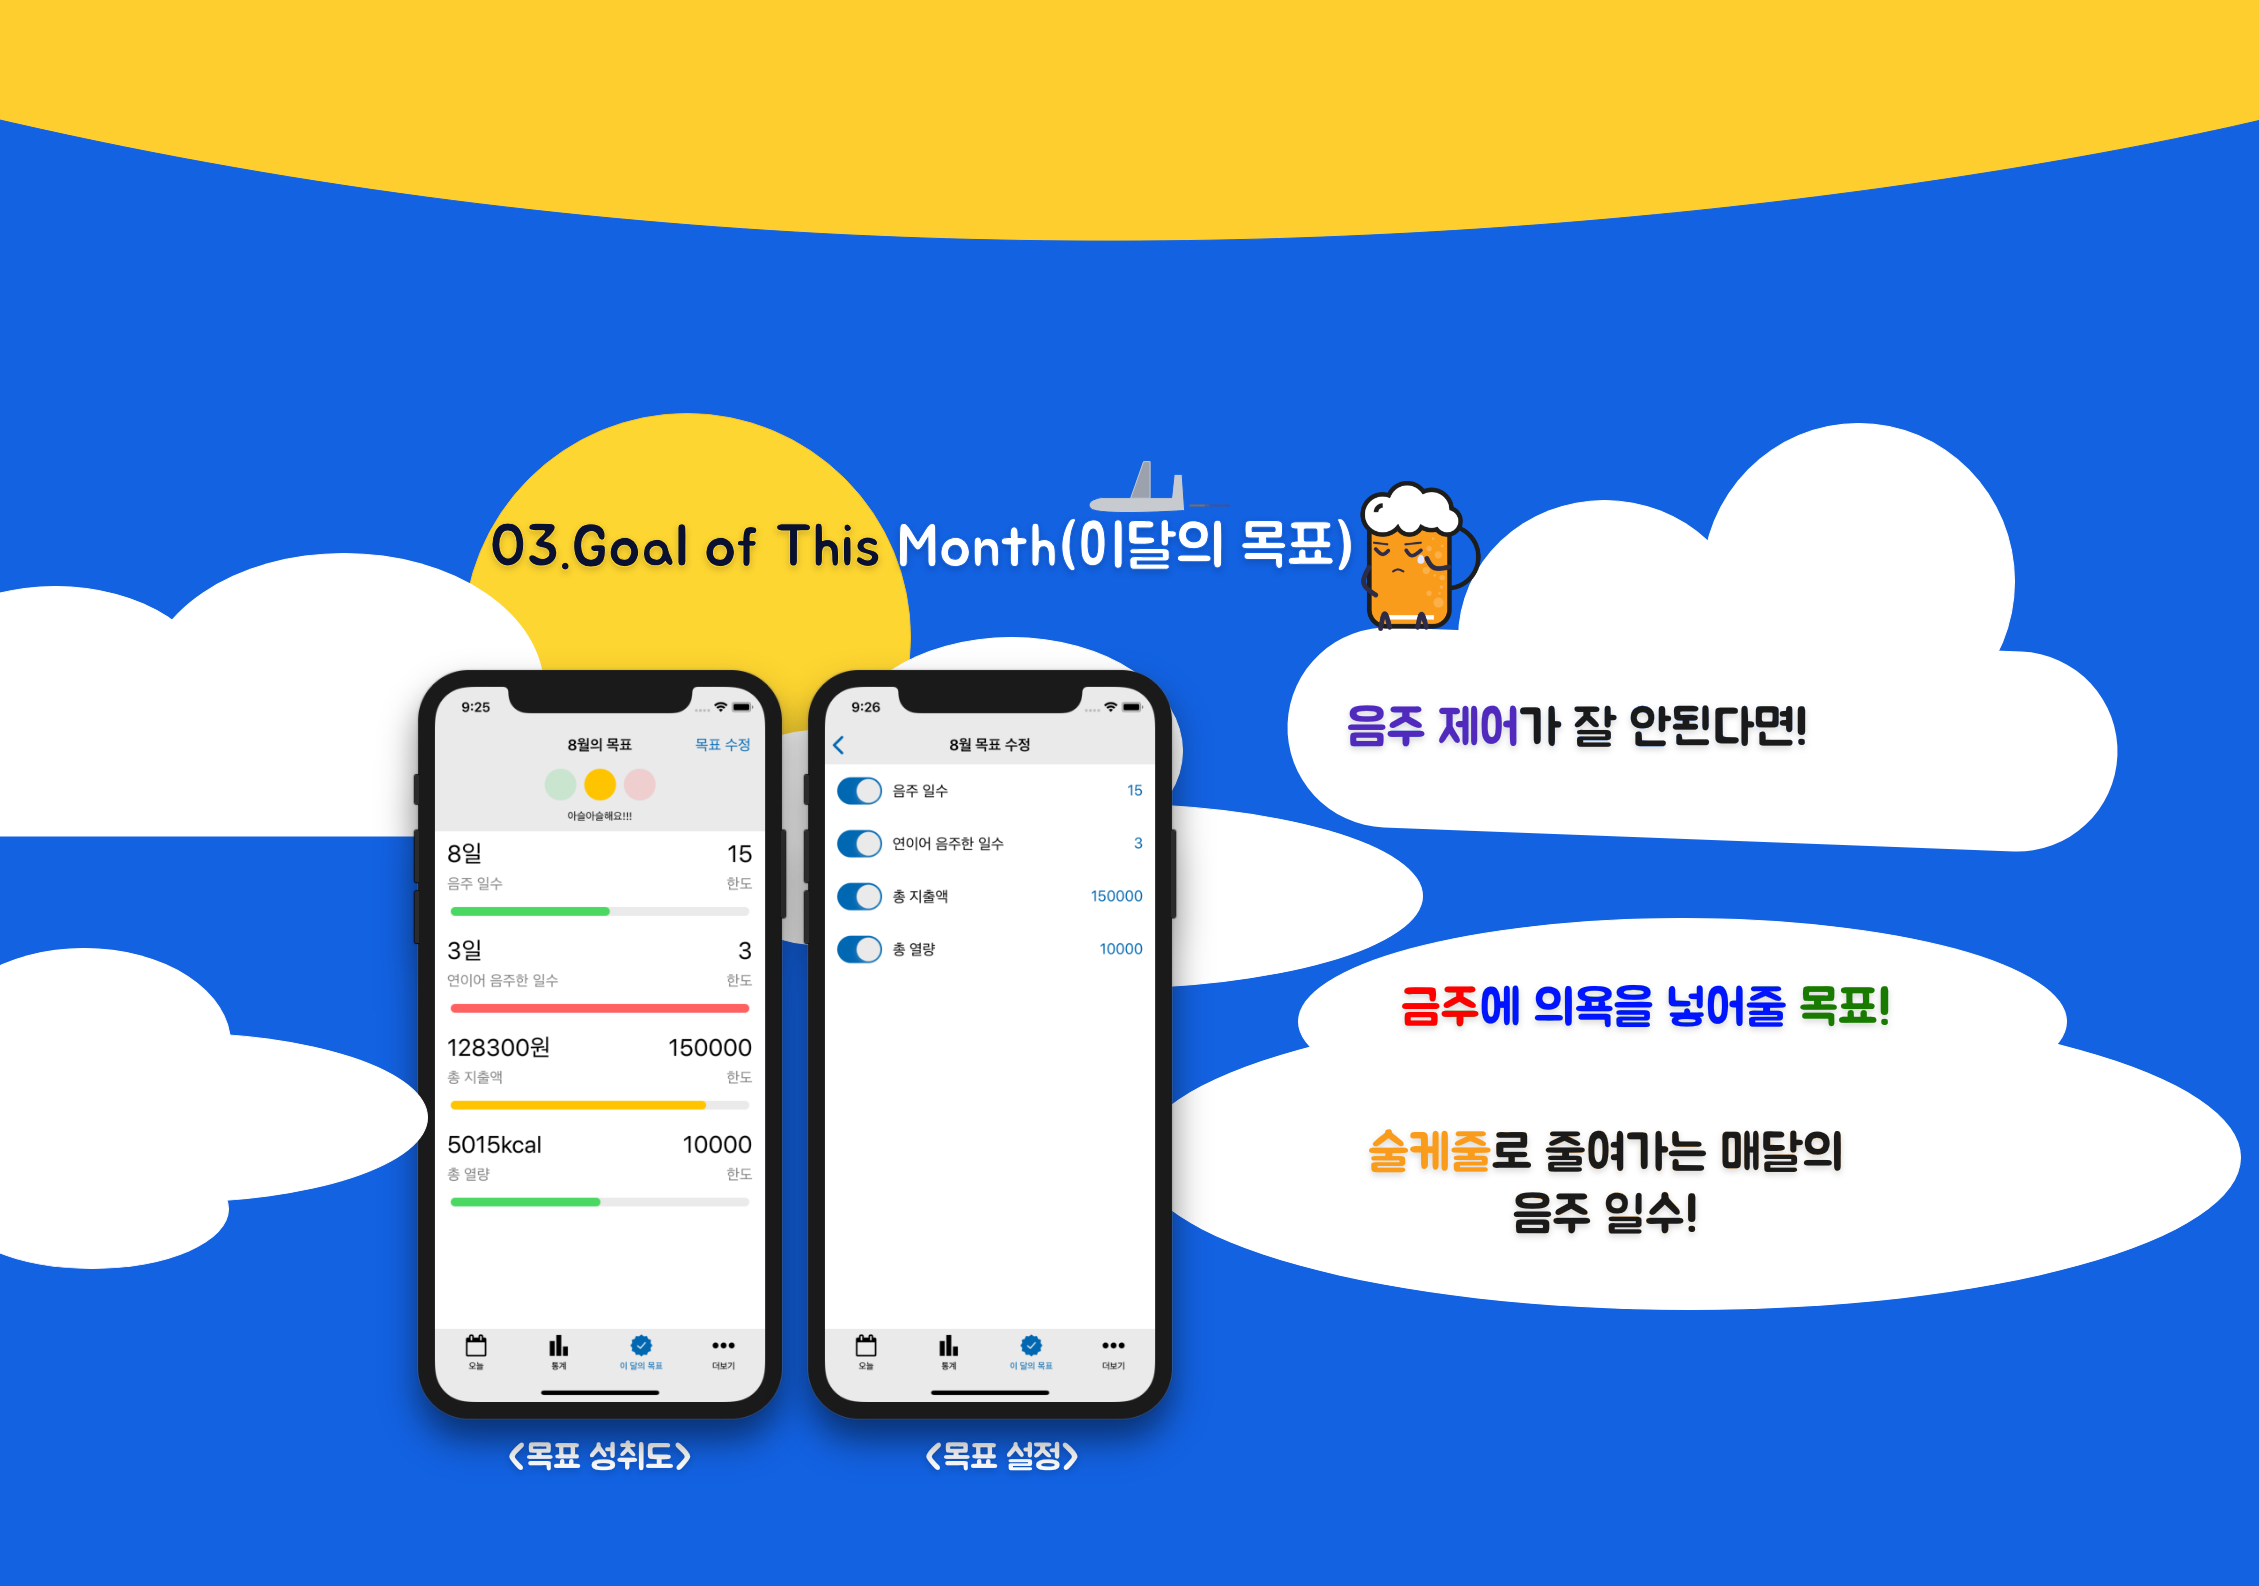 03.Goal of This Month(이달의 목표)
9:25
8월의 목표
목표 수정
아슬아슬해요!!!
8일
15
음주 일수
한도
3일
3
연이어 음주한 일수
한도
128300원
150000
총 지출액
한도
5015kcal
10000
총 열량
한도
오늘
통계
이 달의 목표
더보기
<목표 성취도>
9:26
8월 목표 수정
음주 일수
15
연이어 음주한 일수
3
총 지출액
150000
총 열량
10000
오늘
통계
이 달의 목표
더보기
<목표 설정>
음주 제어가 잘 안된다면!
금주에 의욕을 넣어줄 목표!
술케줄로 줄여가는 매달의
음주 일수!